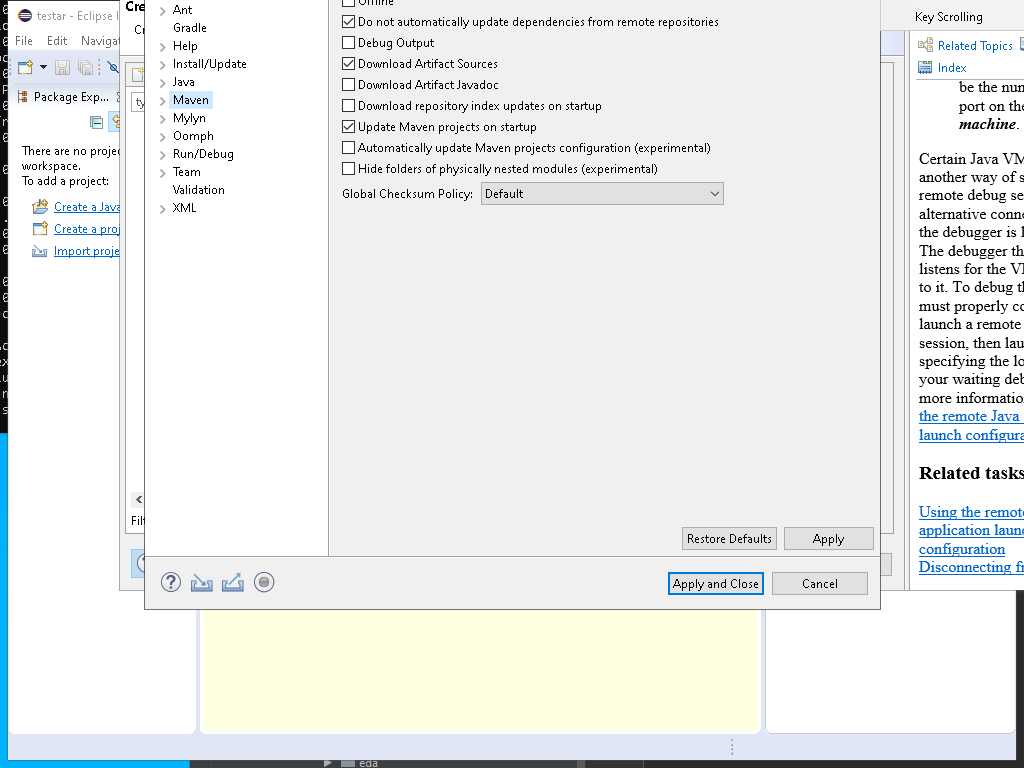 testar - Eclipse I
File
Edit
Navigat
Package Exp...
There are no projec
workspace.
To add a project:
Create a Java
Create a proj
Import proje
Cre
Cr
ty
Filt
Ant
Gradle
Help
Install/Update
Java
Maven
Mylyn
Oomph
Run/Debug
Team
Validation
XML
Offline
Do not automatically update dependencies from remote repositories
Debug Output
Download Artifact Sources
Download Artifact Javadoc
Download repository index updates on startup
Update Maven projects on startup
Automatically update Maven projects configuration (experimental)
Hide folders of physically nested modules (experimental)
Global Checksum Policy:
Default
Restore Defaults
Apply
Apply and Close
Cancel
Key Scrolling
Related Topics
Index
be the num
port on the
machine.
Certain Java VM
another way of s
remote debug se
alternative conne
the debugger is l
The debugger th
listens for the VM
to it. To debug th
must properly co
launch a remote
session, then lau
specifying the lo
your waiting deb
more information
the remote Java
launch configura
Related tasks
Using the remote
application laun
configuration
Disconnecting fr
eda